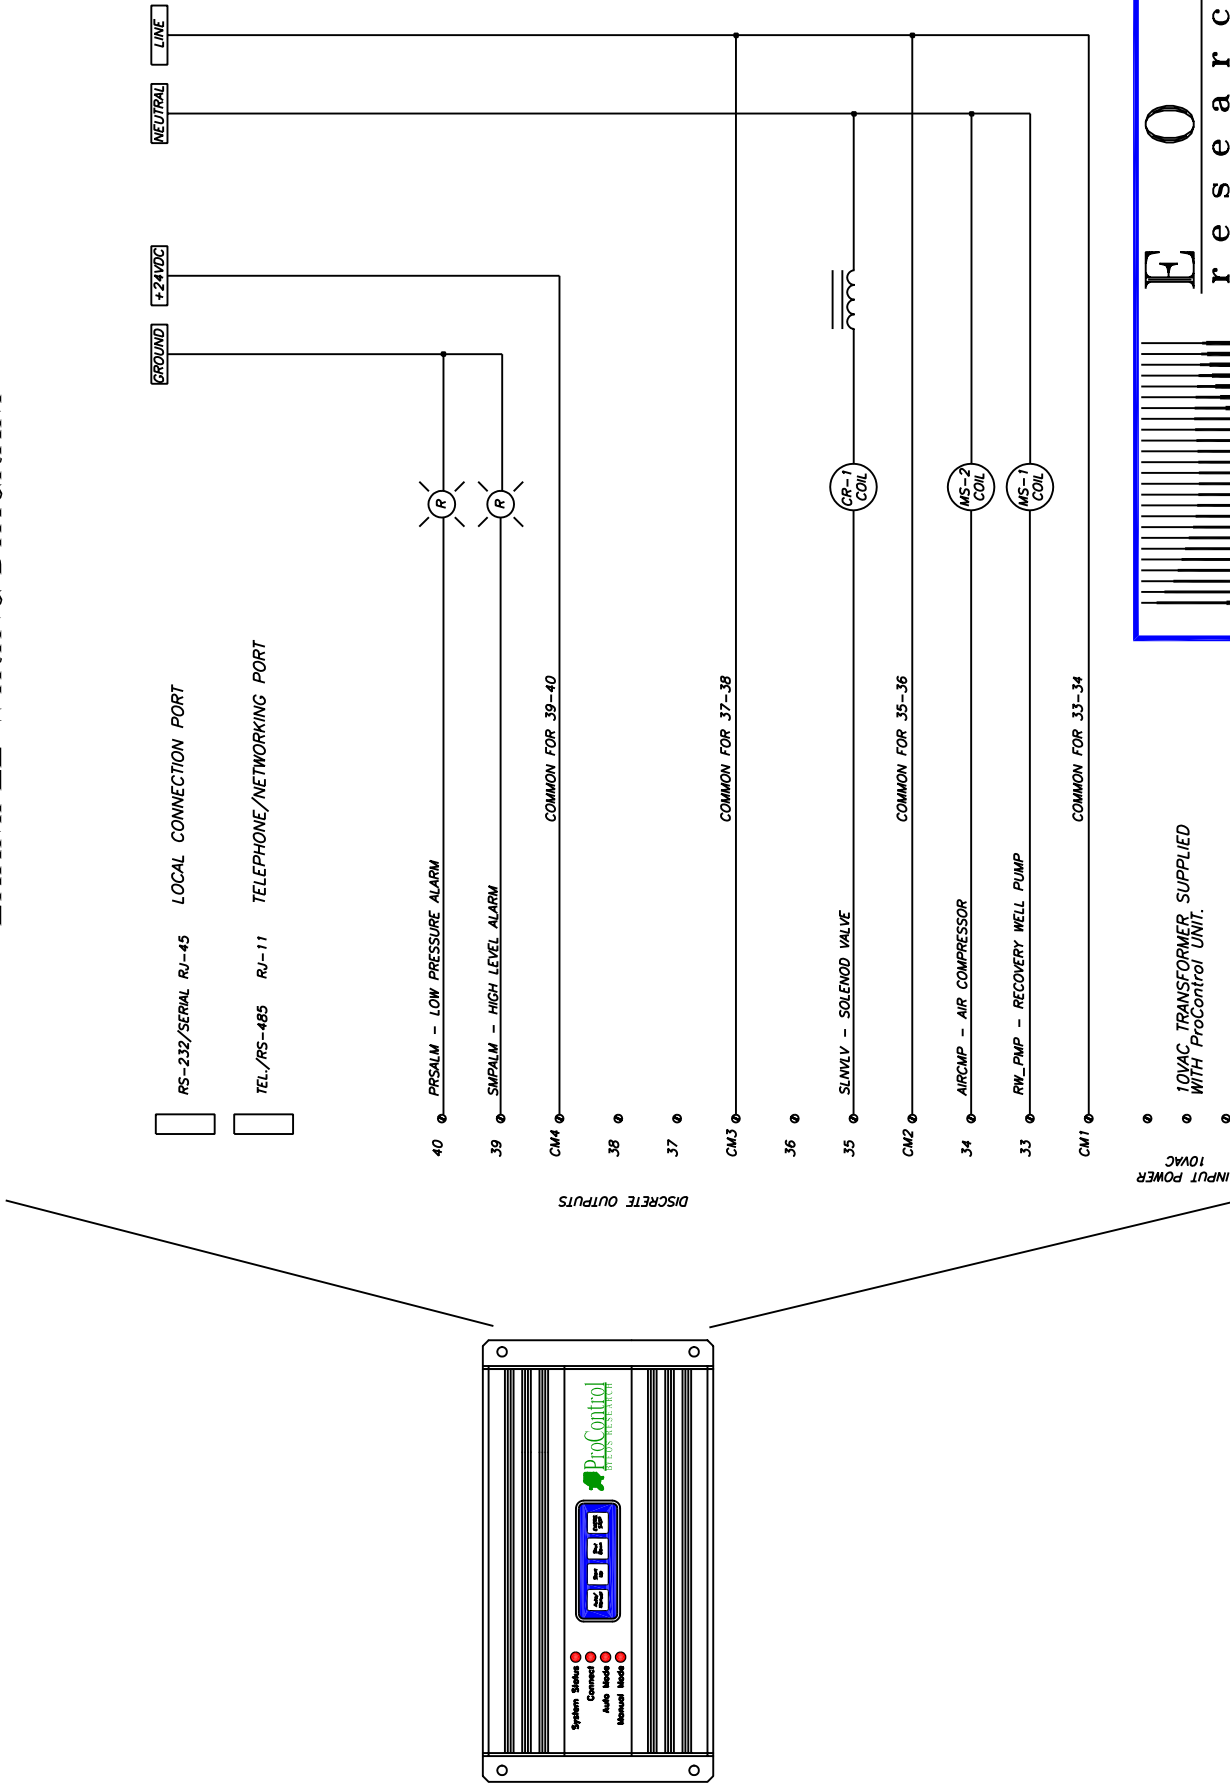 LINE
NEUTRAL
+24VDC
GROUND
RS-232/SERIAL RJ-45 LOCAL CONNECTION PORT
TEL./RS-485 RJ-11 TELEPHONE/NETWORKING PORT
40 PRSALM - LOW PRESSURE ALARM
R
39 SMPALM - HIGH LEVEL ALARM
R
CM4 COMMON FOR 39-40
38
37
CM3 COMMON FOR 37-38
36
35 SLNVLV - SOLENOD VALVE
CR-1
COIL
CM2 COMMON FOR 35-36
34 AIRCMP - AIR COMPRESSOR
MS-2
COIL
33 RW_PMP - RECOVERY WELL PUMP
MS-1
COIL
CM1 COMMON FOR 33-34
DISCRETE OUTPUTS
INPUT POWER
10VAC
10VAC TRANSFORMER SUPPLIED
WITH ProControl UNIT.
E O
r e s e a r c
ProControl
System Status
Connect
Auto Mode
Manual Mode